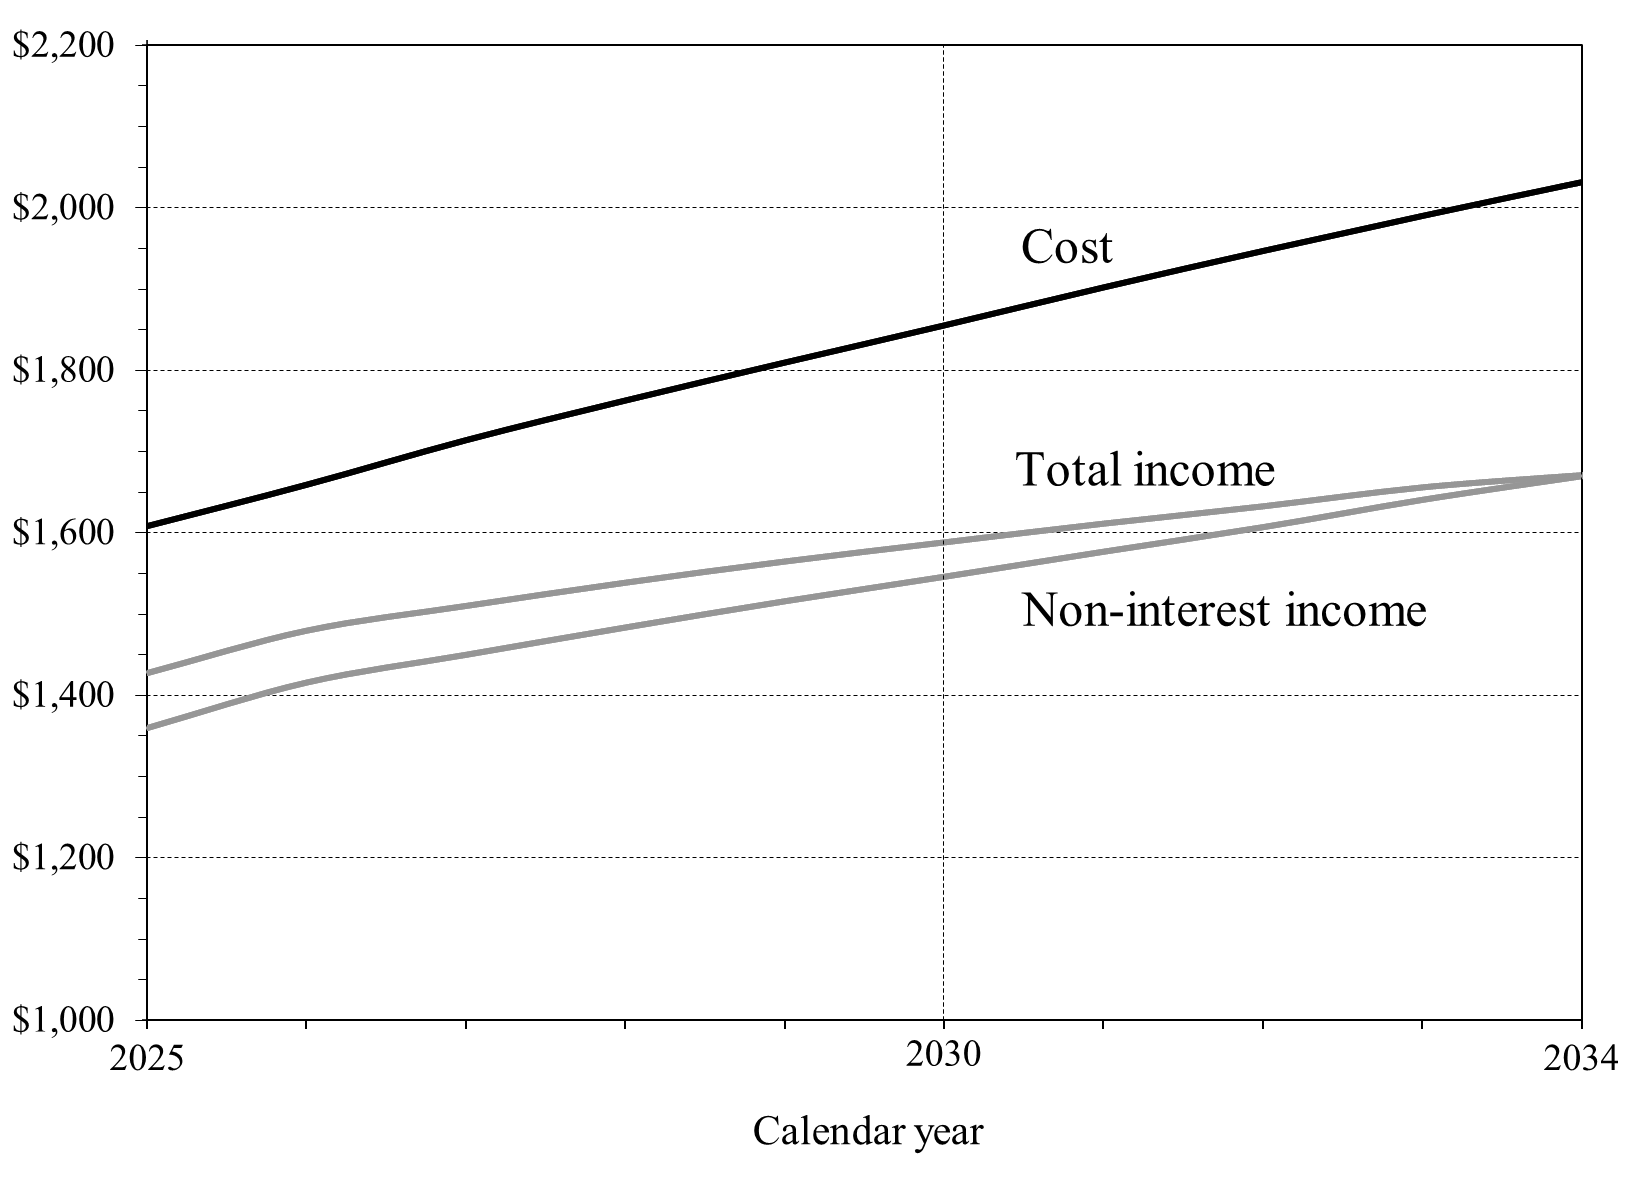 $2,200
$2,000
Cost
$1,800
Total income
$1,600
Non-interest income
$1,400
$1,200
$1,000
2025 2030 2034
Calendar year